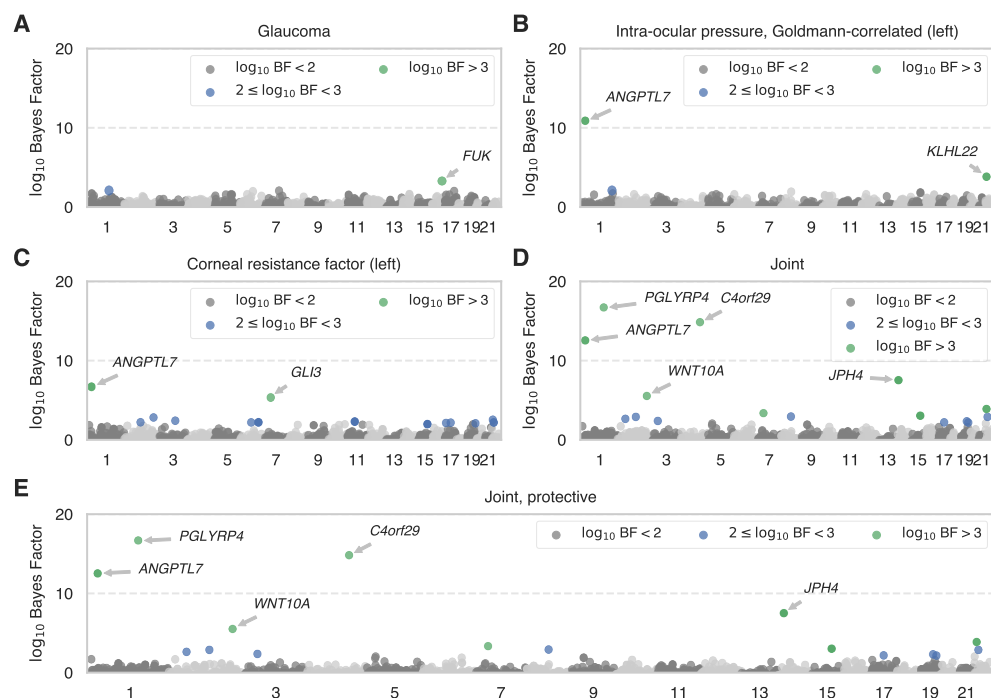 A
Glaucoma
log₁₀ Bayes Factor
20
10
0
log₁₀ BF < 2
2 ≤ log₁₀ BF < 3
log₁₀ BF > 3
FUK
1 3 5 7 9 11 13 15 17 19 21
B
Intra-ocular pressure, Goldmann-correlated (left)
log₁₀ Bayes Factor
20
10
0
log₁₀ BF < 2
2 ≤ log₁₀ BF < 3
log₁₀ BF > 3
ANGPTL7
KLHL22
1 3 5 7 9 11 13 15 17 19 21
C
Corneal resistance factor (left)
log₁₀ Bayes Factor
20
10
0
log₁₀ BF < 2
2 ≤ log₁₀ BF < 3
log₁₀ BF > 3
ANGPTL7
GLI3
1 3 5 7 9 11 13 15 17 19 21
D
Joint
log₁₀ Bayes Factor
20
10
0
log₁₀ BF < 2
2 ≤ log₁₀ BF < 3
log₁₀ BF > 3
PGLYRP4
C4orf29
ANGPTL7
WNT10A
JPH4
1 3 5 7 9 11 13 15 17 19 21
E
Joint, protective
log₁₀ Bayes Factor
20
10
0
log₁₀ BF < 2
2 ≤ log₁₀ BF < 3
log₁₀ BF > 3
PGLYRP4
C4orf29
ANGPTL7
WNT10A
JPH4
1 3 5 7 9 11 13 15 17 19 21